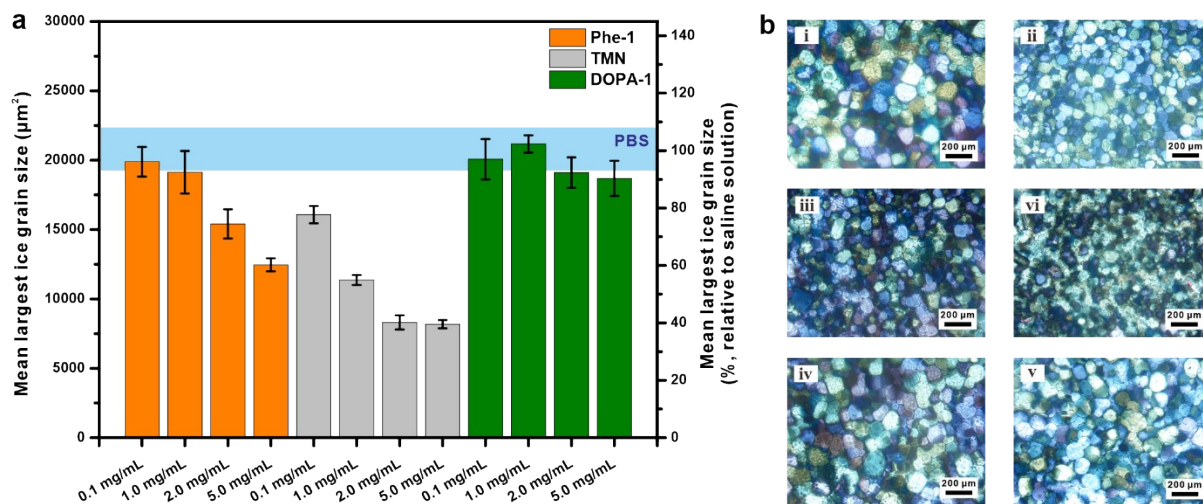 a
Mean largest ice grain size (µm²)
30000
25000
20000
15000
10000
5000
0
Phe-1
TMN
DOPA-1
PBS
140
120
100
80
60
40
20
0
Mean largest ice grain size
(%, relative to saline solution)
0.1 mg/mL
1.0 mg/mL
2.0 mg/mL
5.0 mg/mL
0.1 mg/mL
1.0 mg/mL
2.0 mg/mL
5.0 mg/mL
0.1 mg/mL
1.0 mg/mL
2.0 mg/mL
5.0 mg/mL
b
i
200 µm
ii
200 µm
iii
200 µm
vi
200 µm
iv
200 µm
v
200 µm